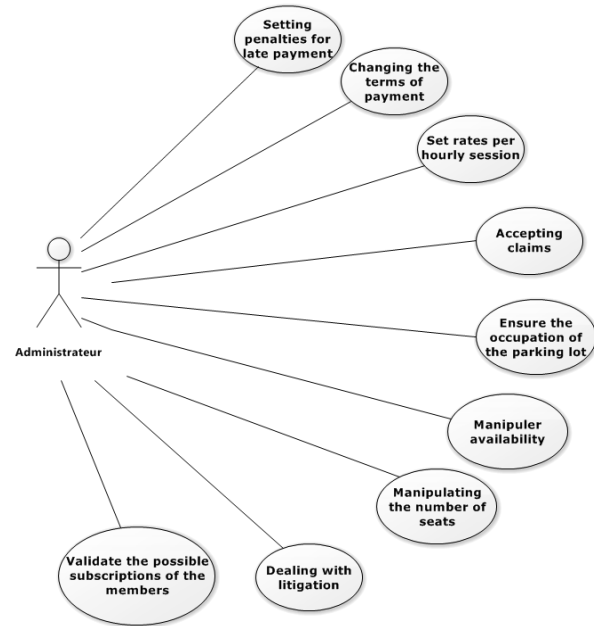 Setting
penalties for
late payment
Changing the
terms of
payment
Set rates per
hourly session
Accepting
claims
Ensure the
occupation of
the parking lot
Administrateur
Manipuler
availability
Manipulating
the number of
seats
Validate the possible
subscriptions of the
members
Dealing with
litigation